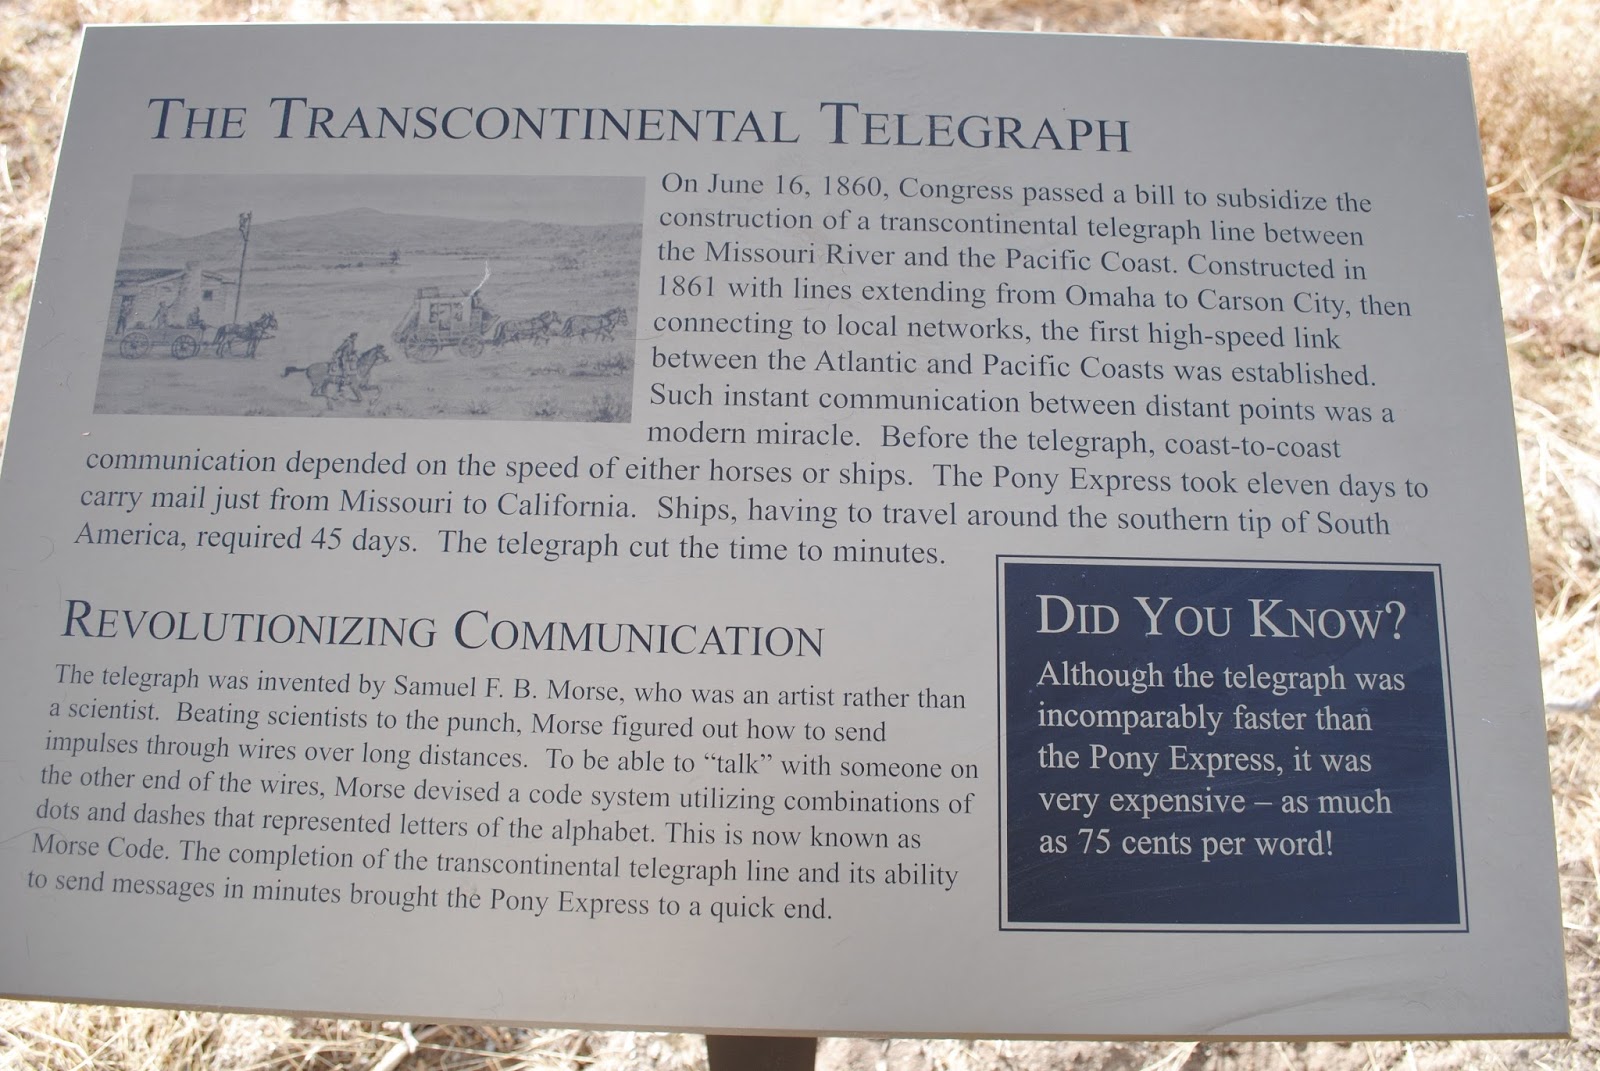 THE TRANSCONTINENTAL TELEGRAPH
On June 16, 1860, Congress passed a bill to subsidize the
construction of a transcontinental telegraph line between
the Missouri River and the Pacific Coast. Constructed in
1861 with lines extending from Omaha to Carson City, then
connecting to local networks, the first high-speed link
between the Atlantic and Pacific Coasts was established.
Such instant communication between distant points was a
modern miracle. Before the telegraph, coast-to-coast
communication depended on the speed of either horses or ships. The Pony Express took eleven days to
carry mail just from Missouri to California. Ships, having to travel around the southern tip of South
America, required 45 days. The telegraph cut the time to minutes.
REVOLUTIONIZING COMMUNICATION
The telegraph was invented by Samuel F. B. Morse, who was an artist rather than
a scientist. Beating scientists to the punch, Morse figured out how to send
impulses through wires over long distances. To be able to “talk” with someone on
the other end of the wires, Morse devised a code system utilizing combinations of
dots and dashes that represented letters of the alphabet. This is now known as
Morse Code. The completion of the transcontinental telegraph line and its ability
to send messages in minutes brought the Pony Express to a quick end.
DID YOU KNOW?
Although the telegraph was
incomparably faster than
the Pony Express, it was
very expensive – as much
as 75 cents per word!